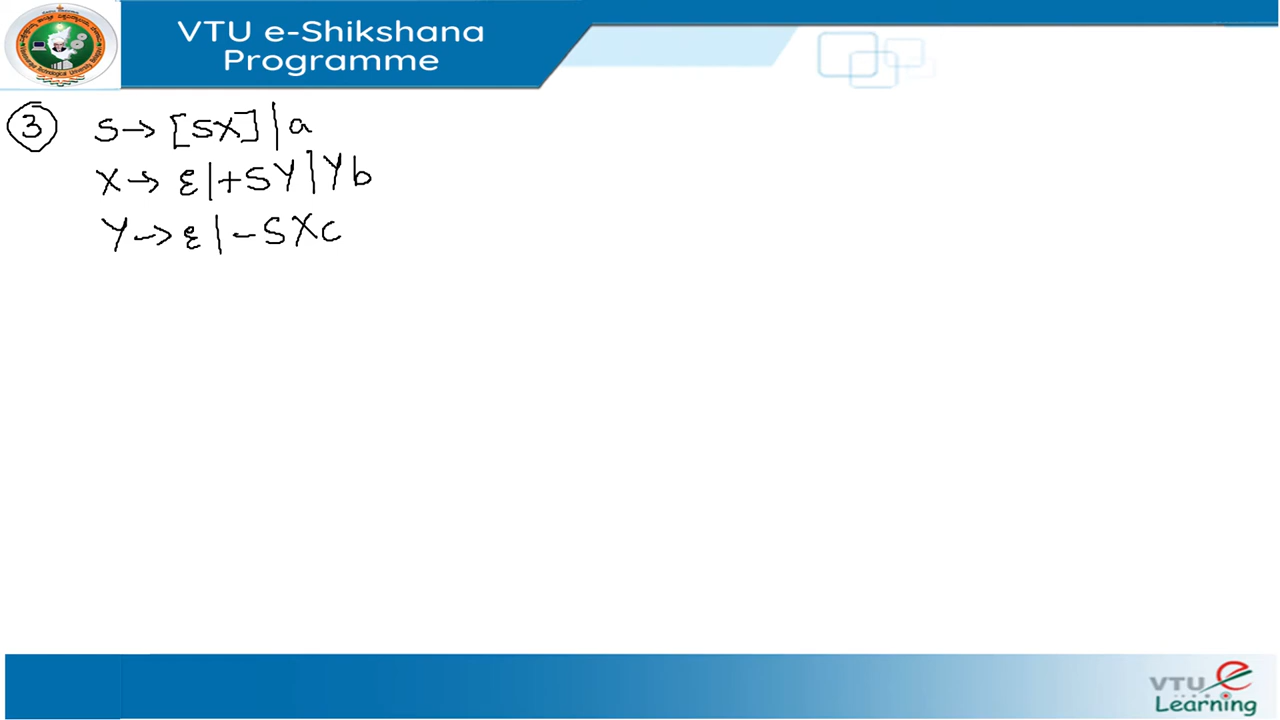 VTU e-Shikshana
Programme
3 S → [SX] | a
X → ε | +SY | Yb
Y → ε | -SXc
VTU e
Learning